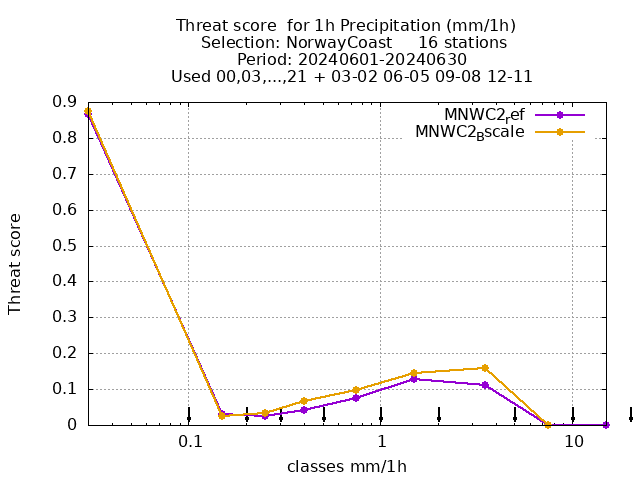 Threat score  for 1h Precipitation (mm/1h)
Selection: NorwayCoast     16 stations
Period: 20240601-20240630
Used 00,03,...,21 + 03-02 06-05 09-08 12-11
MNWC2ref
MNWC2Bscale
Threat score
0.9
0.8
0.7
0.6
0.5
0.4
0.3
0.2
0.1
0
0.1
1
10
classes mm/1h